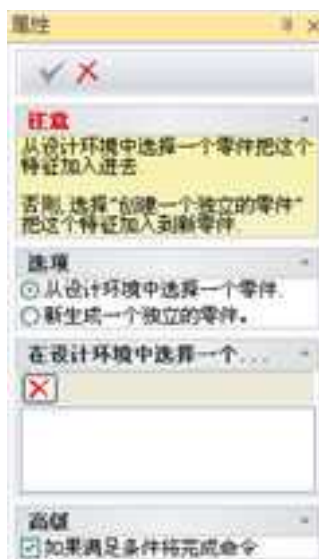 属性
注意
从设计环境中选择一个零件把这个
特征加入进去
否则,选择“创建一个独立的零件”
把这个特征加入到新零件.
选项
从设计环境中选择一个零件.
新生成一个独立的零件。
在设计环境中选择一个...
高级
如果满足条件将完成命令